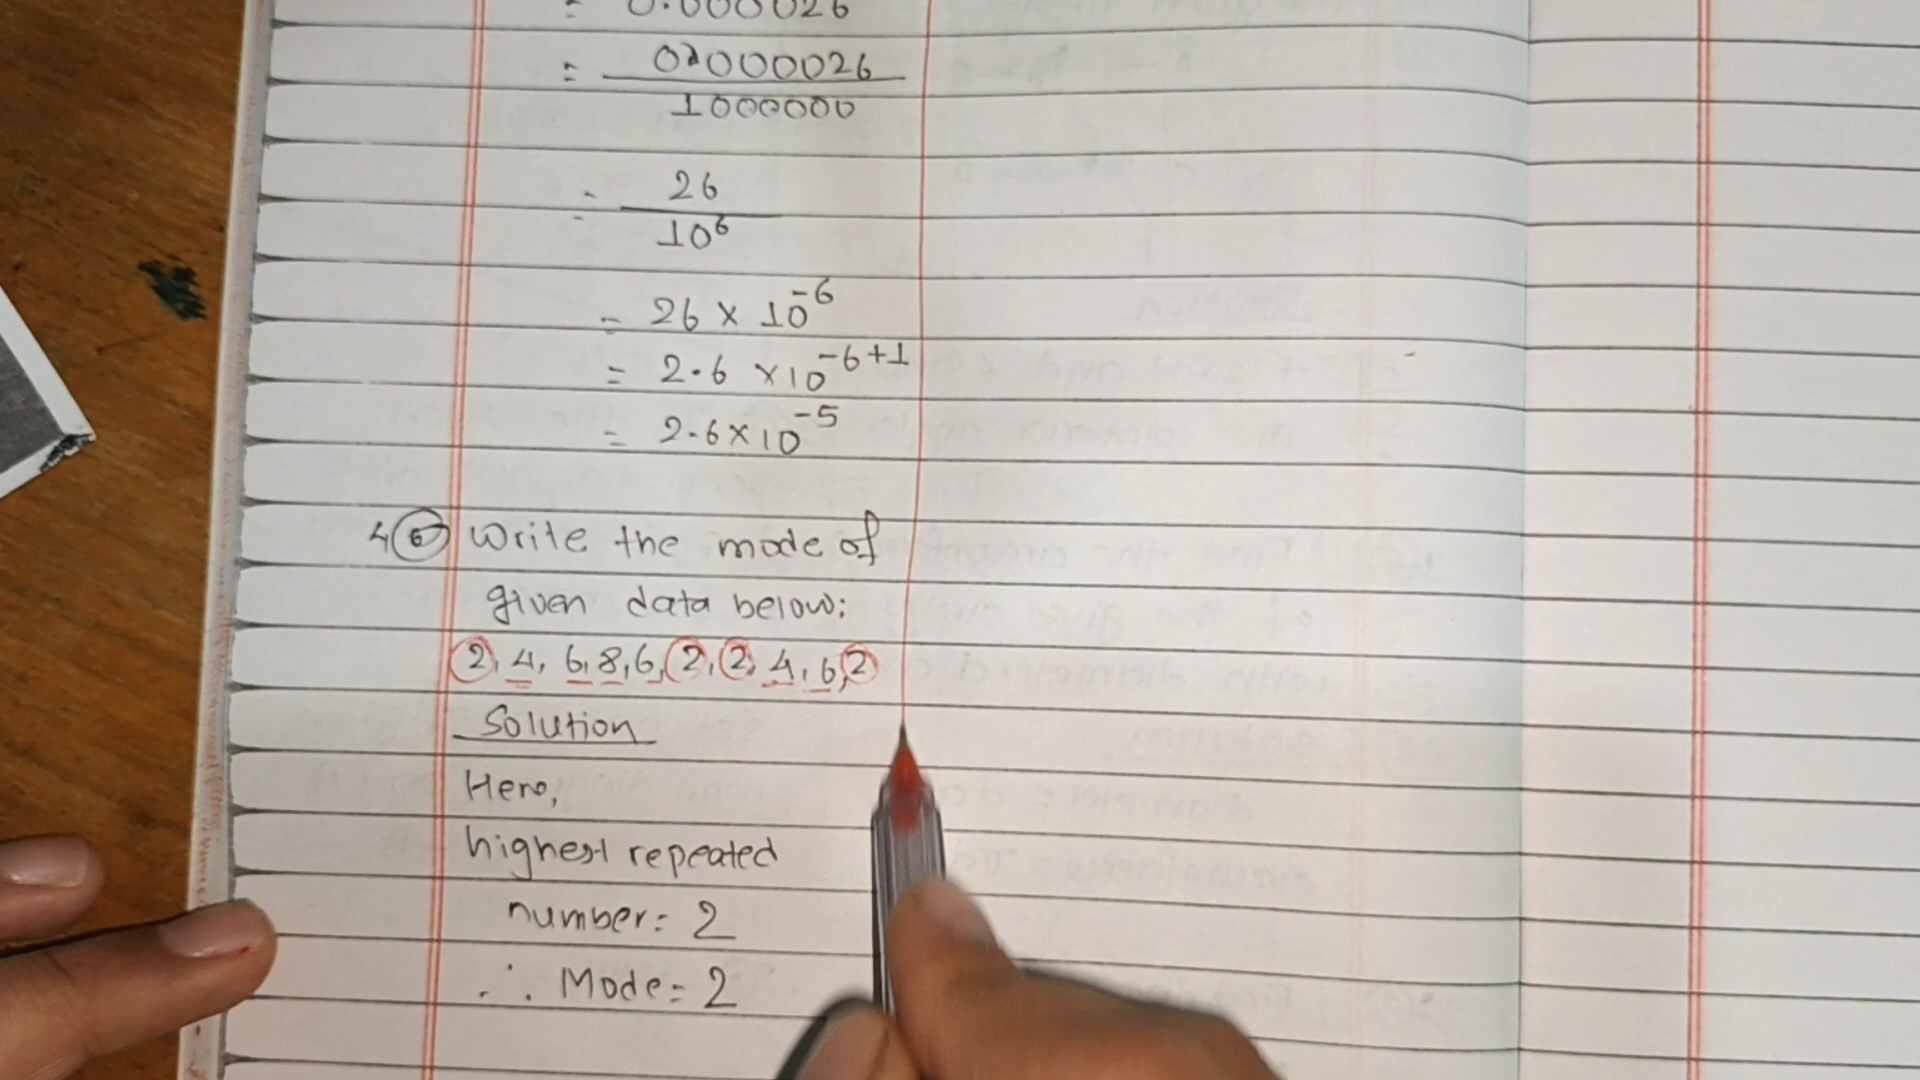 = 0.000026
= 0.000026 / 1000000
= 26 / 10⁶
= 26 × 10⁻⁶
= 2.6 × 10⁻⁶⁺¹
= 2.6 × 10⁻⁵
4 b Write the mode of
given data below:
2, 4, 6, 8, 6, 2, 2, 4, 6, 2
Solution
Here,
highest repeated
number = 2
∴ Mode = 2